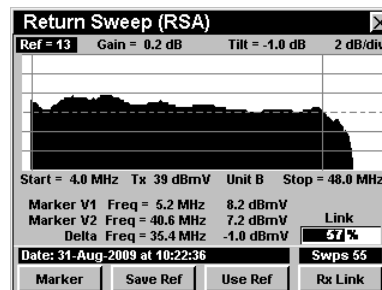 Return Sweep (RSA)
Ref = 13 Gain = 0.2 dB Tilt = -1.0 dB 2 dB/div
Start = 4.0 MHz Tx 39 dBmV Unit B Stop = 48.0 MHz
Marker V1 Freq = 5.2 MHz 8.2 dBmV
Marker V2 Freq = 40.6 MHz 7.2 dBmV
Link
Delta Freq = 35.4 MHz -1.0 dBmV
57 %
Date: 31-Aug-2009 at 10:22:36 Swps 55
Marker Save Ref Use Ref Rx Link